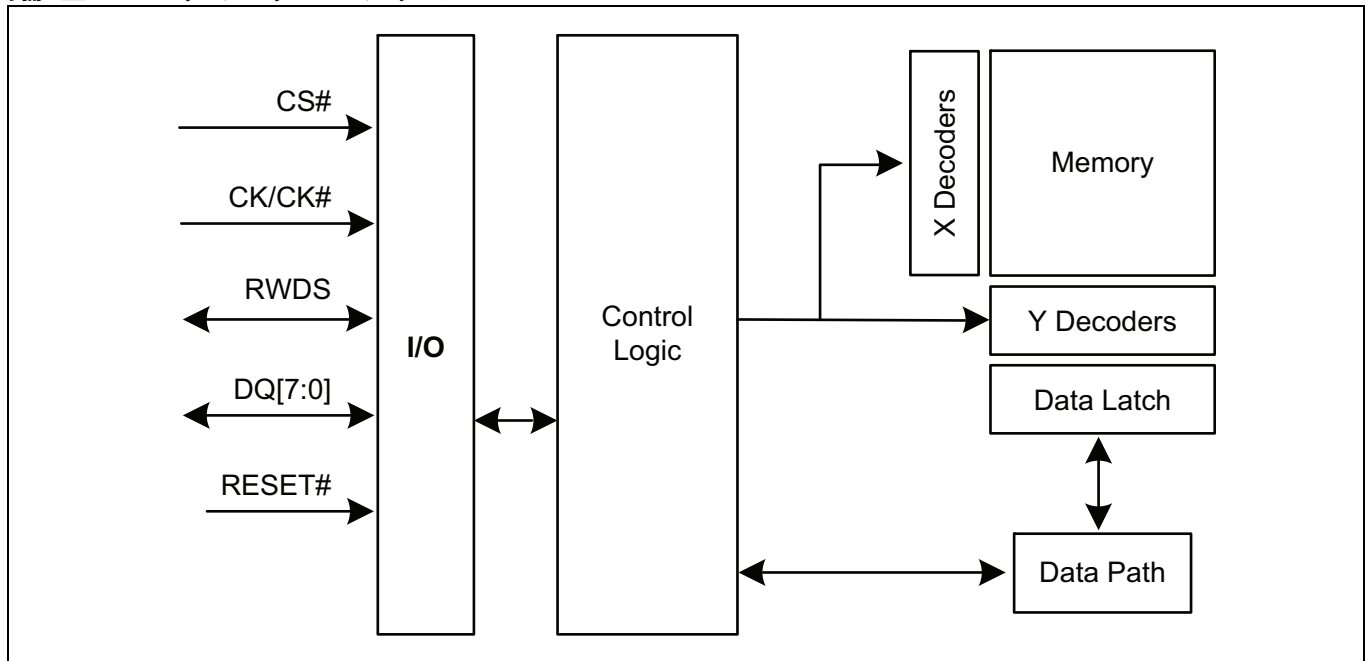 CS#
CK/CK#
RWDS
DQ[7:0]
RESET#
I/O
Control
Logic
X Decoders
Memory
Y Decoders
Data Latch
Data Path